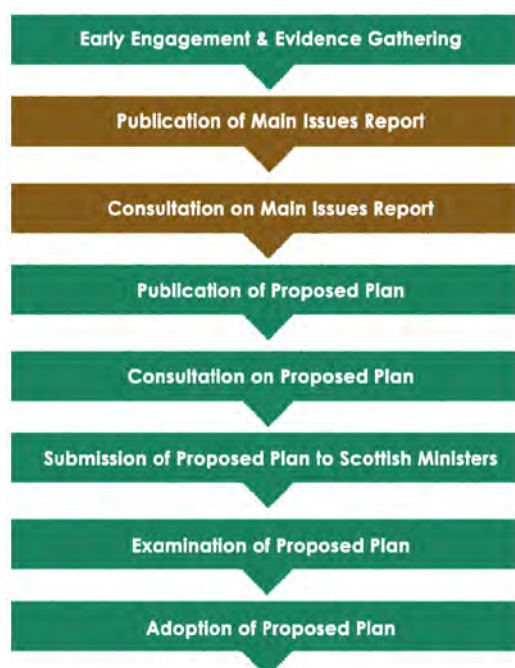 Early Engagement & Evidence Gathering
Publication of Main Issues Report
Consultation on Main Issues Report
Publication of Proposed Plan
Consultation on Proposed Plan
Submission of Proposed Plan to Scottish Ministers
Examination of Proposed Plan
Adoption of Proposed Plan